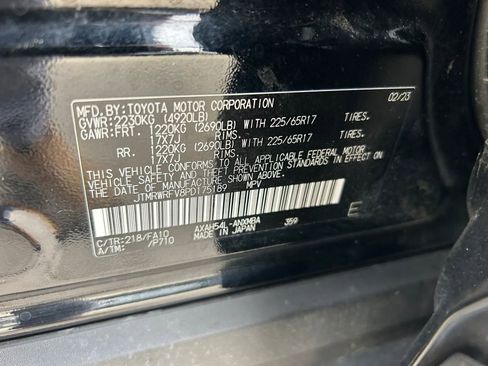 MFD.BY:TOYOTA MOTOR CORPORATION 02/23
GVWR:2230KG (4920LB)
GAWR:FRT. 1220KG (2690LB) WITH 225/65R17 TIRES.
17X7J RIMS.
RR. 1220KG (2690LB) WITH 225/65R17 TIRES.
17X7J RIMS.
THIS VEHICLE CONFORMS TO ALL APPLICABLE FEDERAL MOTOR
VEHICLE SAFETY AND THEFT PREVENTION STANDARDS IN EFFECT ON THE DATE OF MANUFACTURE SHOWN ABOVE.
JTMRWRFV8PD175189 MPV
C/TR:218/FA10 AXAH54L-ANXMBA 359
A/TM: /P710 MADE IN JAPAN E